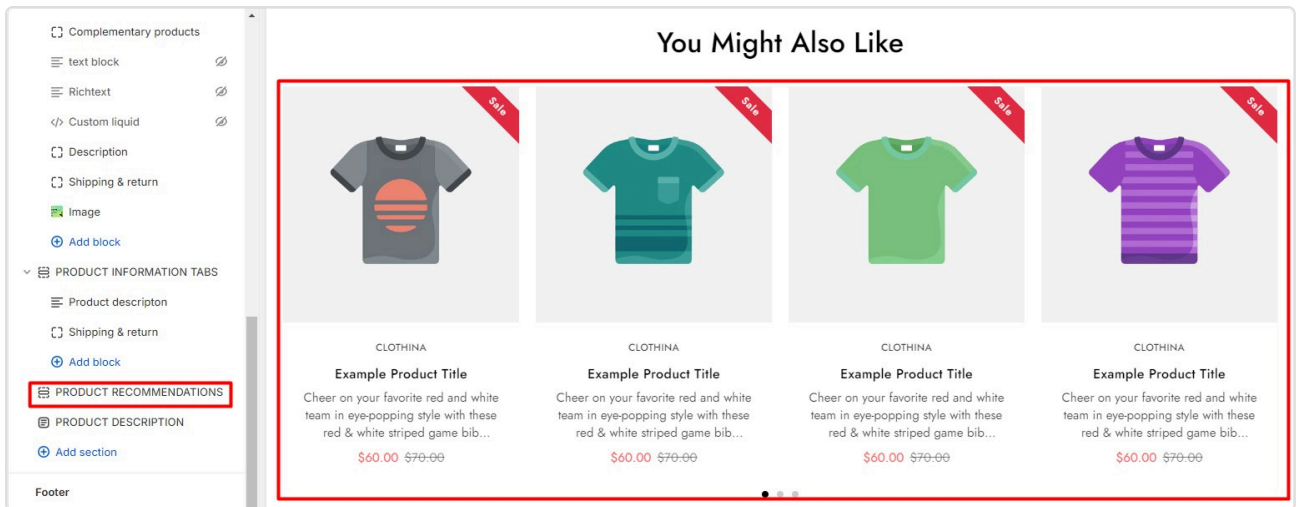 Complementary products
text block
Richtext
Custom liquid
Description
Shipping & return
Image
Add block
PRODUCT INFORMATION TABS
Product descripton
Shipping & return
Add block
PRODUCT RECOMMENDATIONS
PRODUCT DESCRIPTION
Add section
Footer
You Might Also Like
Sale
CLOTHINA
Example Product Title
Cheer on your favorite red and white
team in eye-popping style with these
red & white striped game bib...
$60.00 $70.00
Sale
CLOTHINA
Example Product Title
Cheer on your favorite red and white
team in eye-popping style with these
red & white striped game bib...
$60.00 $70.00
Sale
CLOTHINA
Example Product Title
Cheer on your favorite red and white
team in eye-popping style with these
red & white striped game bib...
$60.00 $70.00
Sale
CLOTHINA
Example Product Title
Cheer on your favorite red and white
team in eye-popping style with these
red & white striped game bib...
$60.00 $70.00